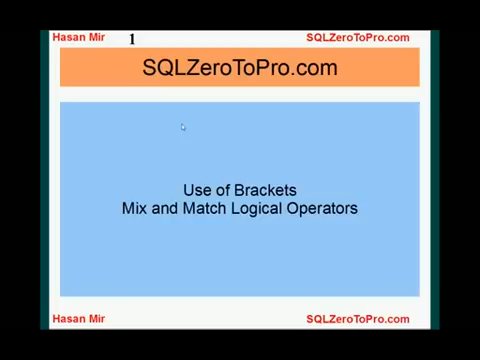 Hasan Mir 1 SQLZeroToPro.com
SQLZeroToPro.com
Use of Brackets
Mix and Match Logical Operators
Hasan Mir SQLZeroToPro.com